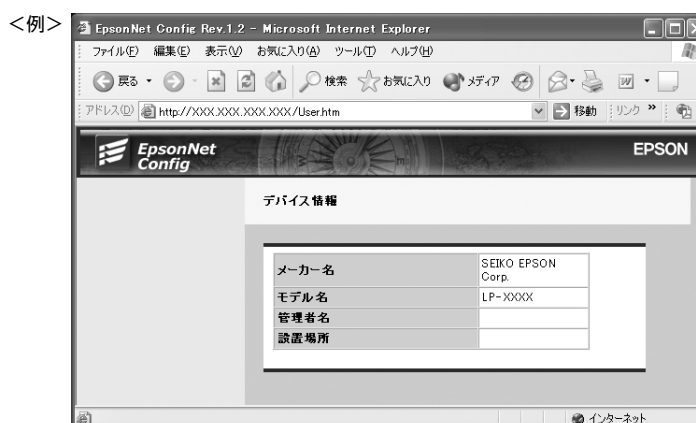 ＜例＞
EpsonNet Config Rev.1.2 - Microsoft Internet Explorer
ファイル(F) 編集(E) 表示(V) お気に入り(A) ツール(T) ヘルプ(H)
戻る 検索 お気に入り メディア
アドレス(D) http://XXX.XXX.XXX.XXX/User.htm 移動 リンク »
EpsonNet
Config
EPSON
デバイス情報
メーカー名 SEIKO EPSON
Corp.
モデル名 LP-XXXX
管理者名
設置場所
インターネット